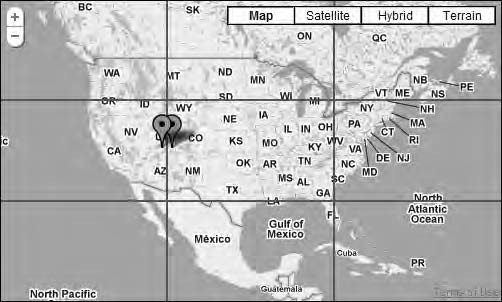 BC
SK
Map Satellite Hybrid Terrain
+
−
ON
QC
WA
MT
ND
MN
NB
PE
OR
ID
SD
WI
MI
VT
ME
NS
WY
NY
NH
NE
IA
MA
NV
CO
IL
IN
OH
PA
CT
RI
KS
MO
WV
CA
KY
VA
DE
NJ
OK
AR
TN
NC
MD
AZ
NM
MS
AL
SC
TX
GA
LA
FL
North
Atlantic
Ocean
Gulf of
Mexico
México
Cuba
PR
Guatemala
North Pacific
Terms of Use